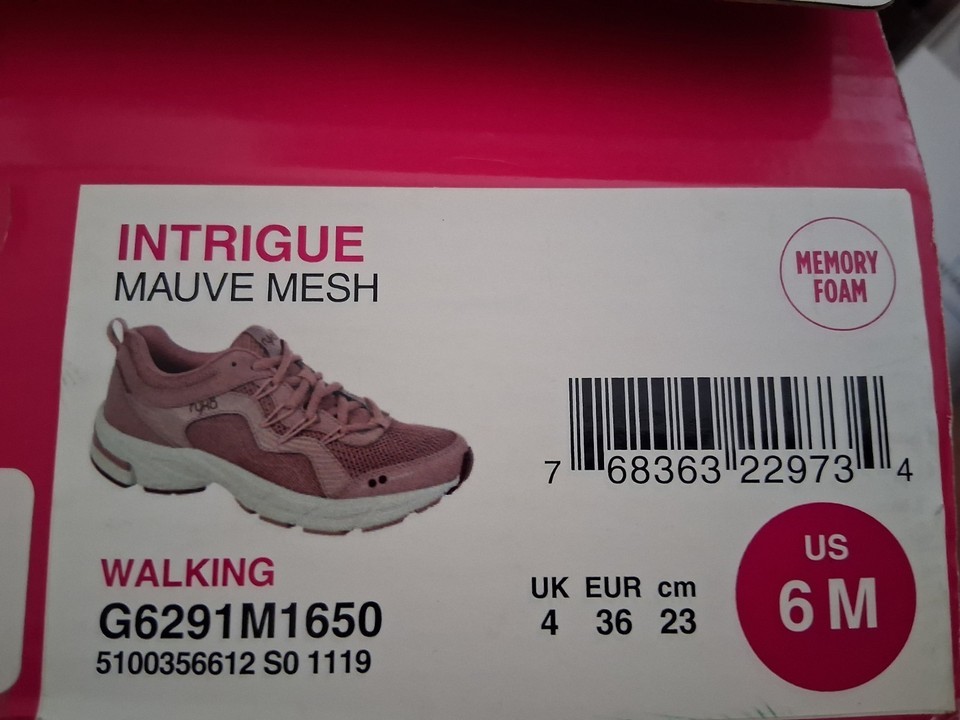 INTRIGUE
MAUVE MESH
MEMORY
FOAM
ryka
7 68363 22973 4
WALKING
G6291M1650
5100356612 S0 1119
UK EUR cm
4 36 23
US
6 M